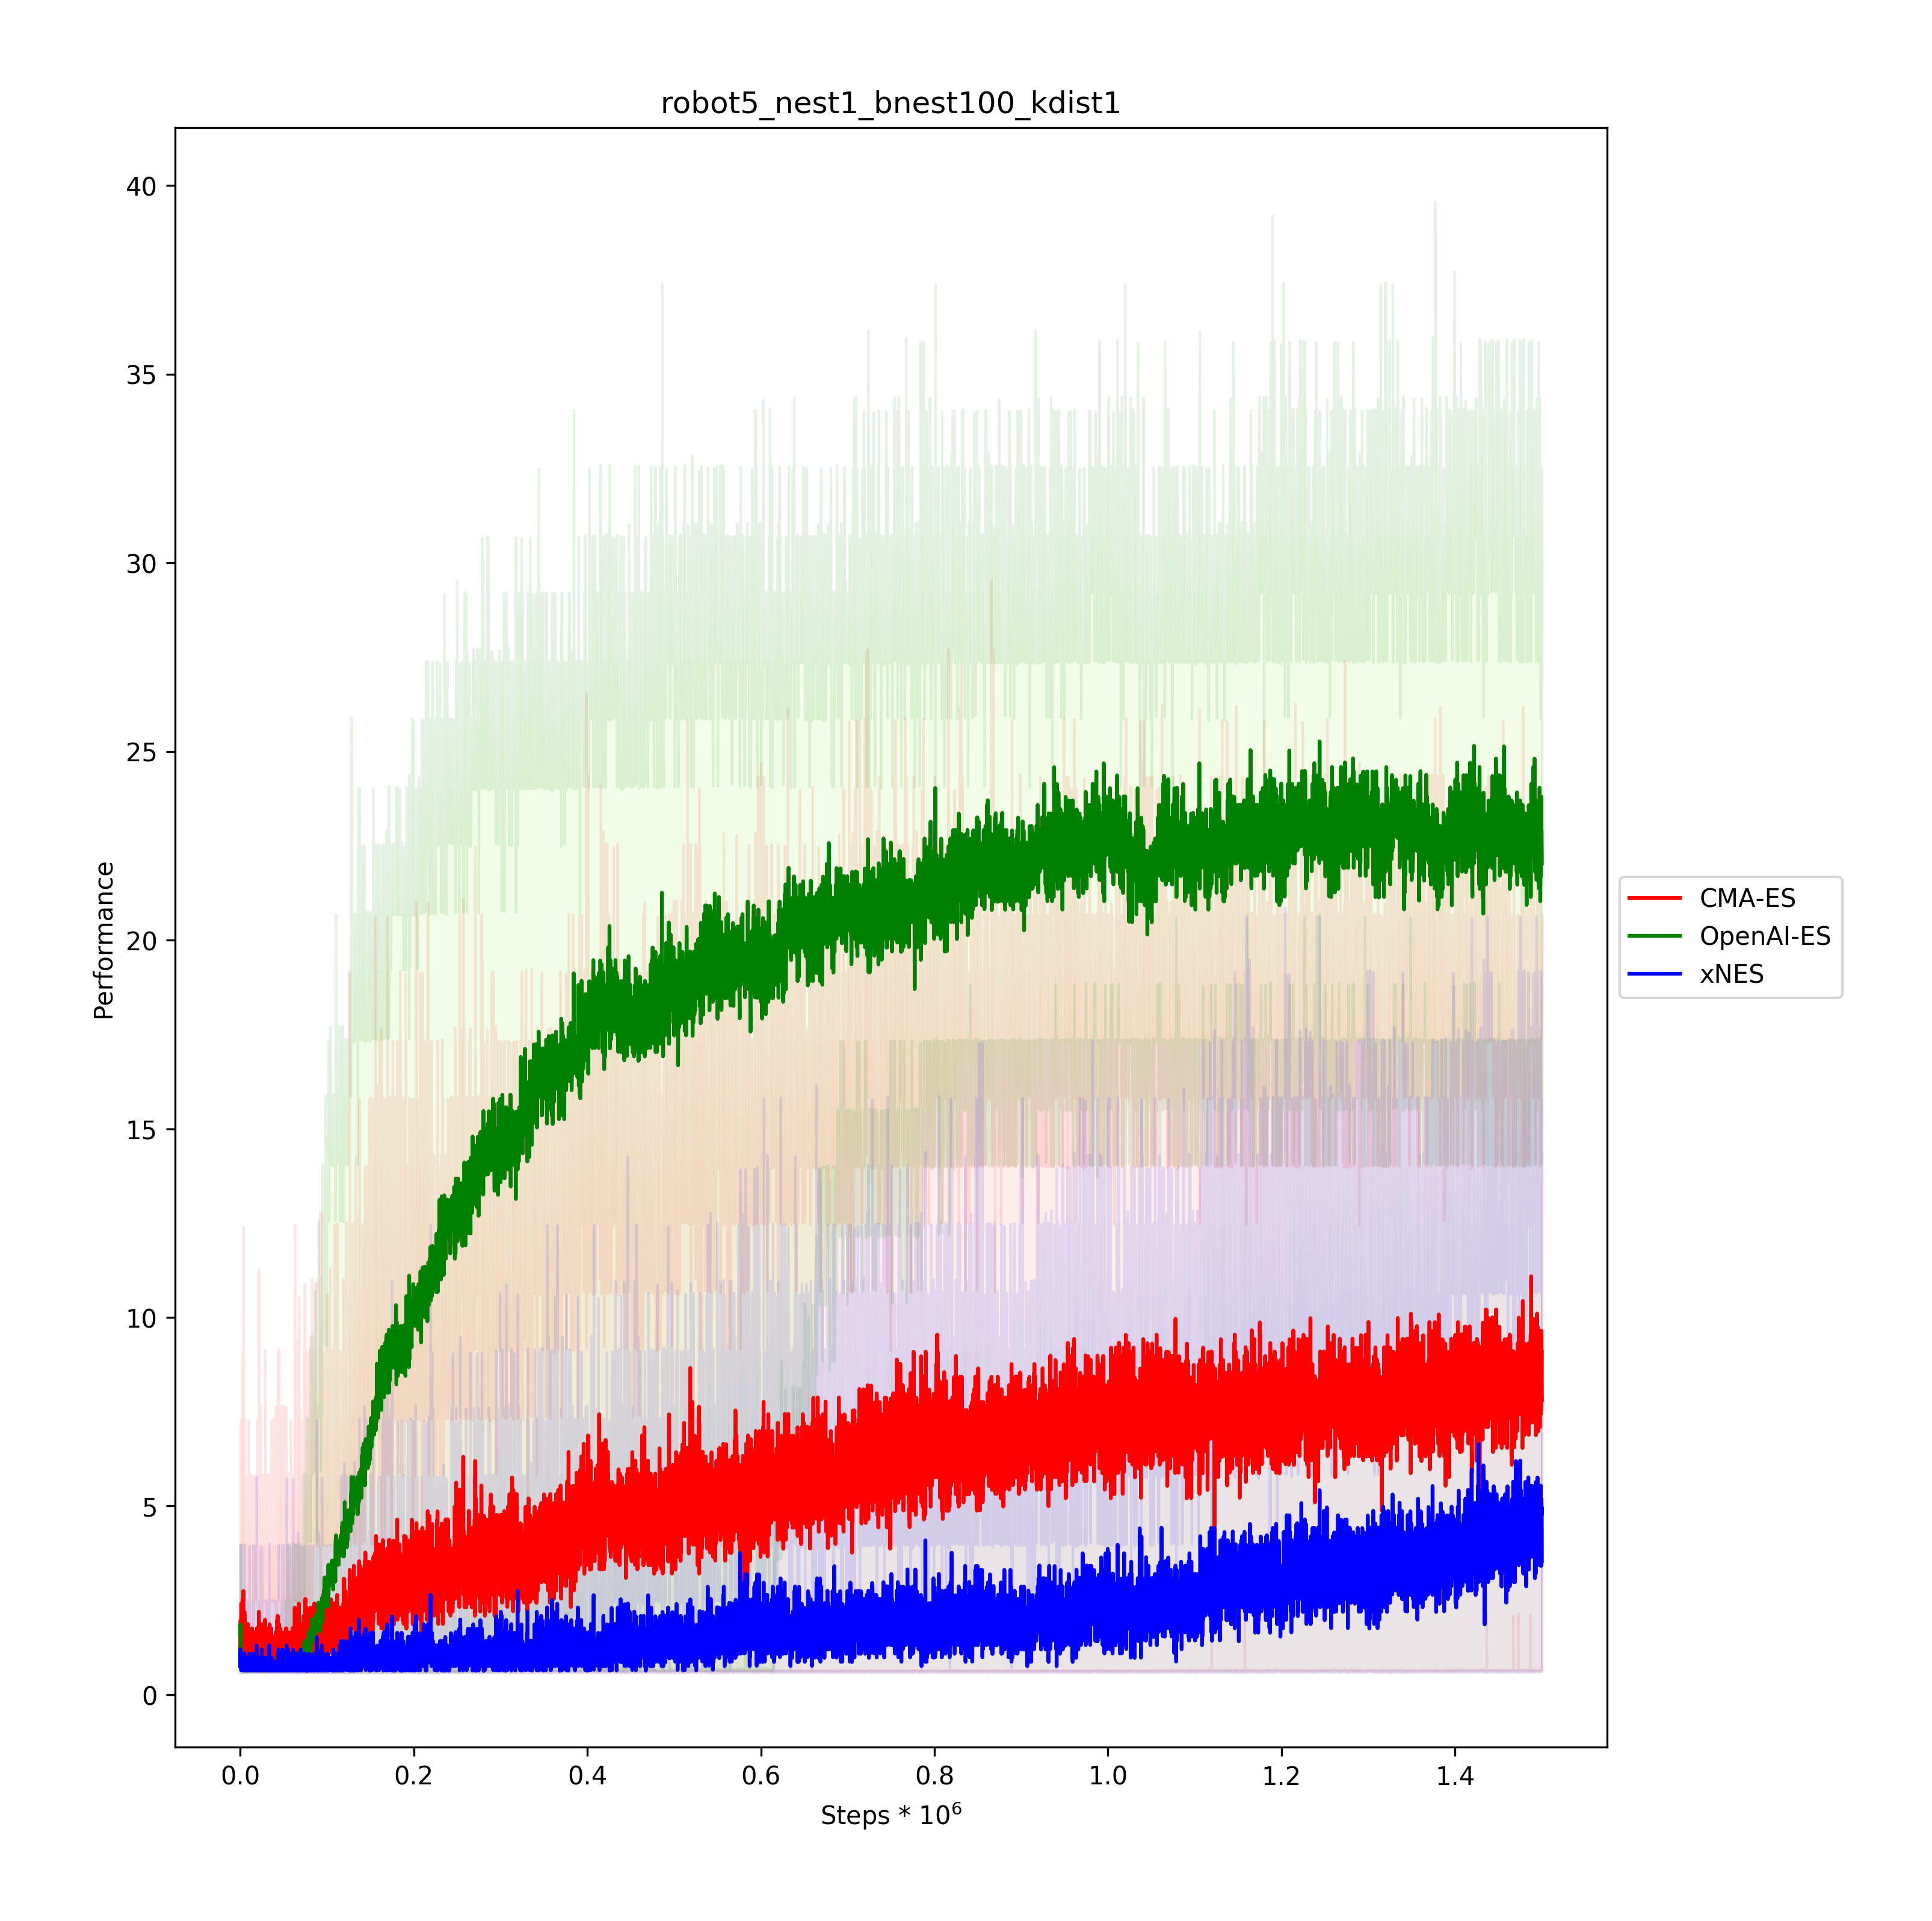 robot5_nest1_bnest100_kdist1
Performance
40
35
30
25
20
15
10
5
0
0.0 0.2 0.4 0.6 0.8 1.0 1.2 1.4
Steps * 10⁶
CMA-ES
OpenAI-ES
xNES